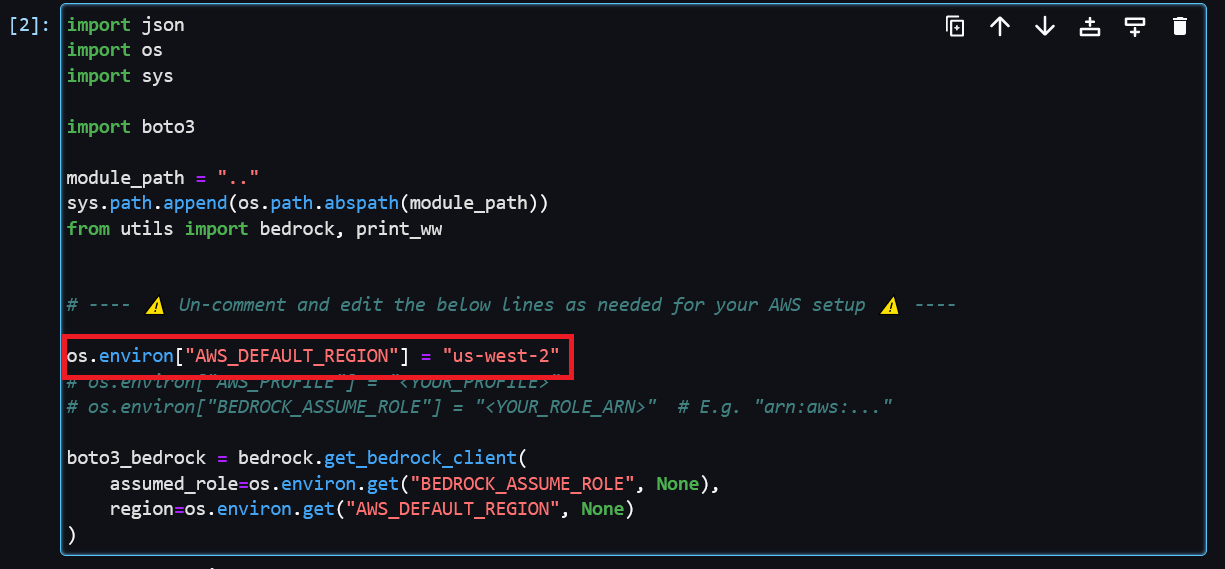 [2]:
import json
import os
import sys
import boto3
module_path = ".."
sys.path.append(os.path.abspath(module_path))
from utils import bedrock, print_ww
# ---- ⚠️ Un-comment and edit the below lines as needed for your AWS setup ⚠️ ----
os.environ["AWS_DEFAULT_REGION"] = "us-west-2"
# os.environ["AWS_PROFILE"] = "<YOUR_PROFILE>"
# os.environ["BEDROCK_ASSUME_ROLE"] = "<YOUR_ROLE_ARN>"  # E.g. "arn:aws:..."
boto3_bedrock = bedrock.get_bedrock_client(
    assumed_role=os.environ.get("BEDROCK_ASSUME_ROLE", None),
    region=os.environ.get("AWS_DEFAULT_REGION", None)
)